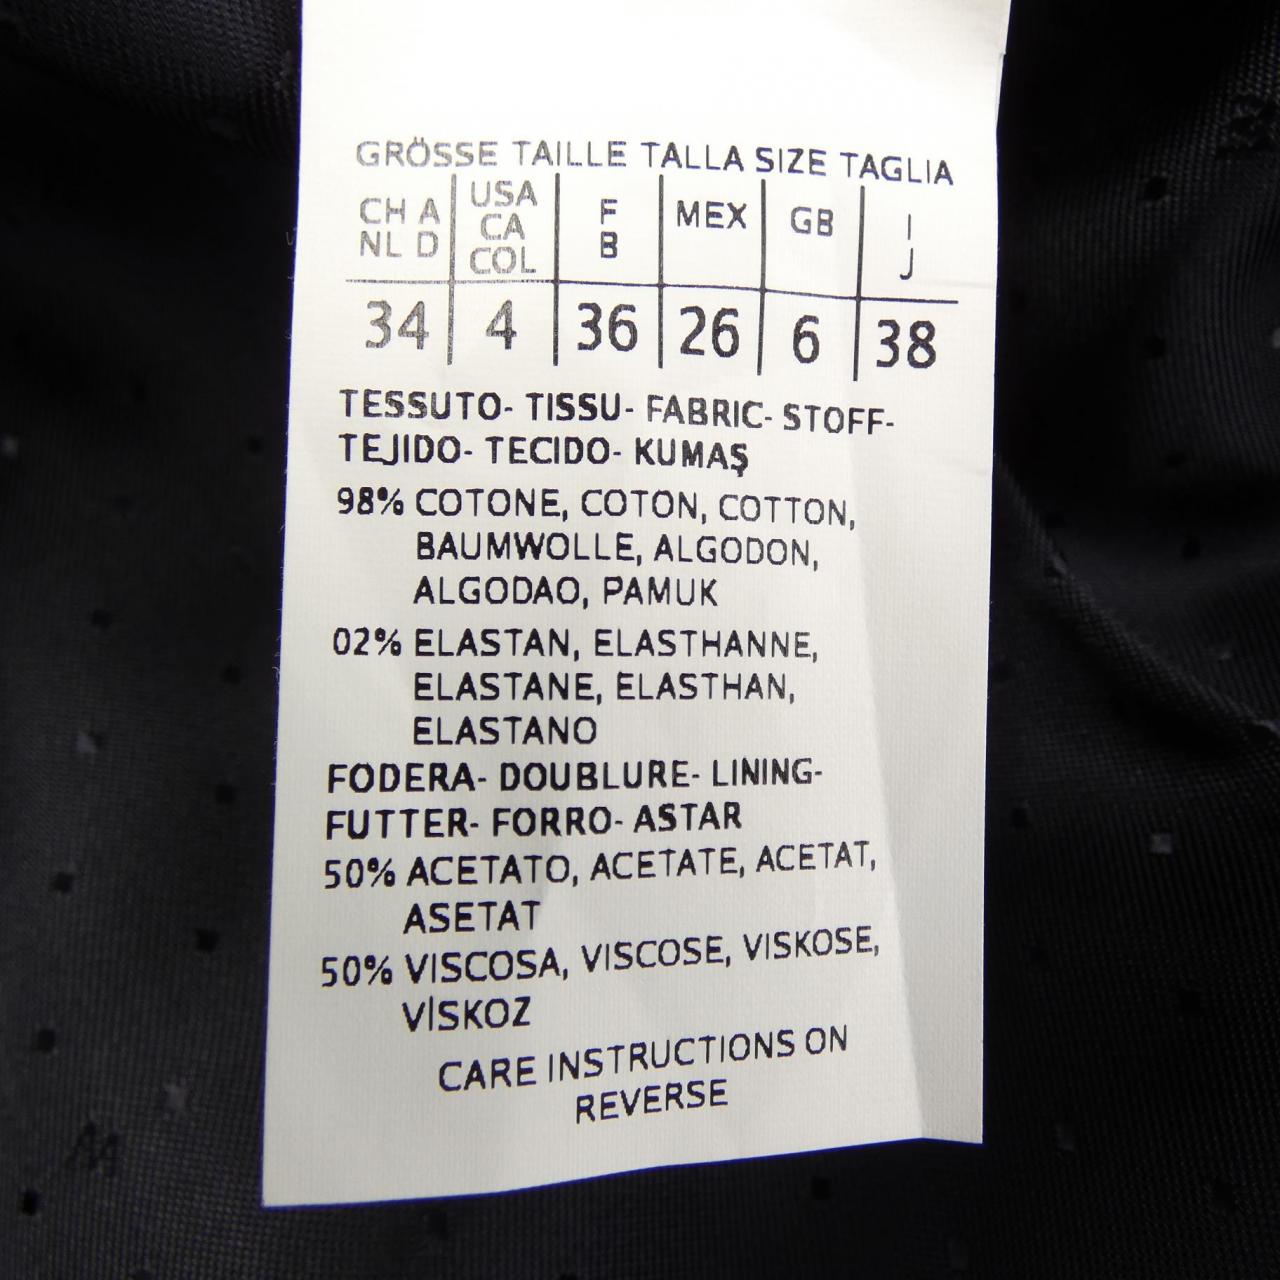 GRÖSSE TAILLE TALLA SIZE TAGLIA
CH A NL D | USA CA COL | F B | MEX | GB | I J
34 | 4 | 36 | 26 | 6 | 38
TESSUTO- TISSU- FABRIC- STOFF-
TEJIDO- TECIDO- KUMAŞ
98% COTONE, COTON, COTTON,
BAUMWOLLE, ALGODON,
ALGODAO, PAMUK
02% ELASTAN, ELASTHANNE,
ELASTANE, ELASTHAN,
ELASTANO
FODERA- DOUBLURE- LINING-
FUTTER- FORRO- ASTAR
50% ACETATO, ACETATE, ACETAT,
ASETAT
50% VISCOSA, VISCOSE, VISKOSE,
VİSKOZ
CARE INSTRUCTIONS ON
REVERSE